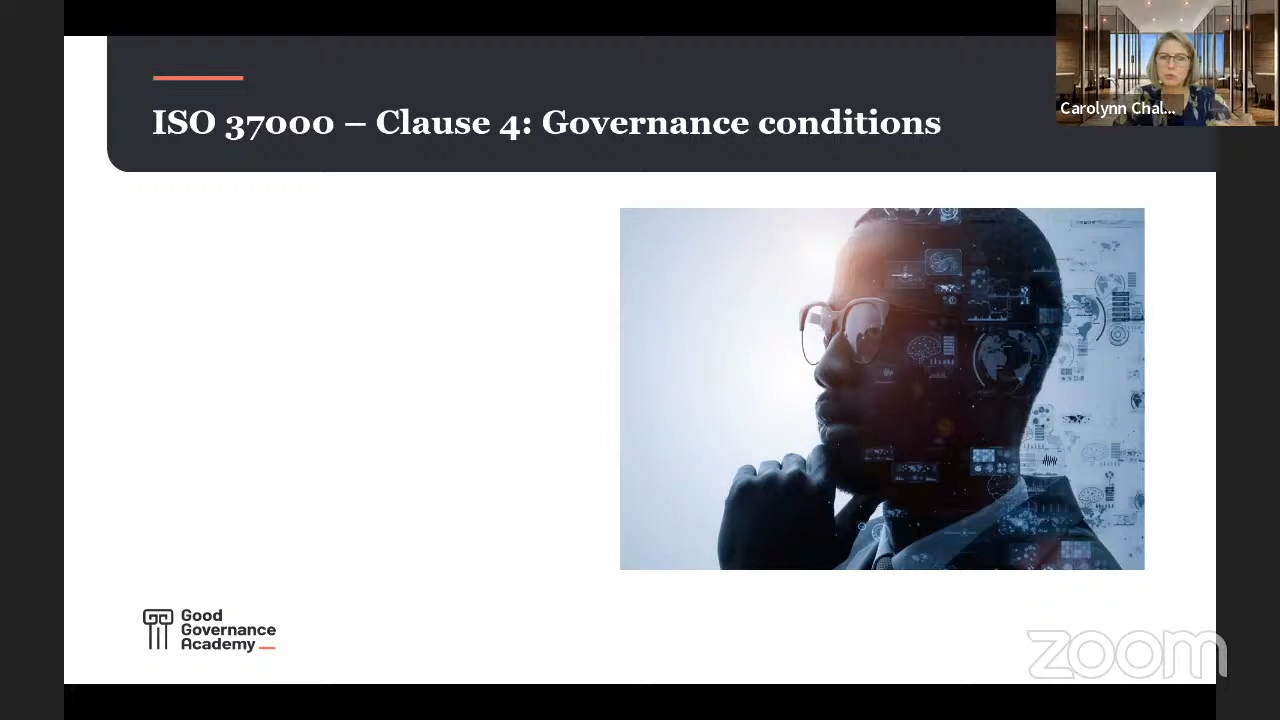 ISO 37000 – Clause 4: Governance conditions
Carolynn Chal...
Good
Governance
Academy
zoom